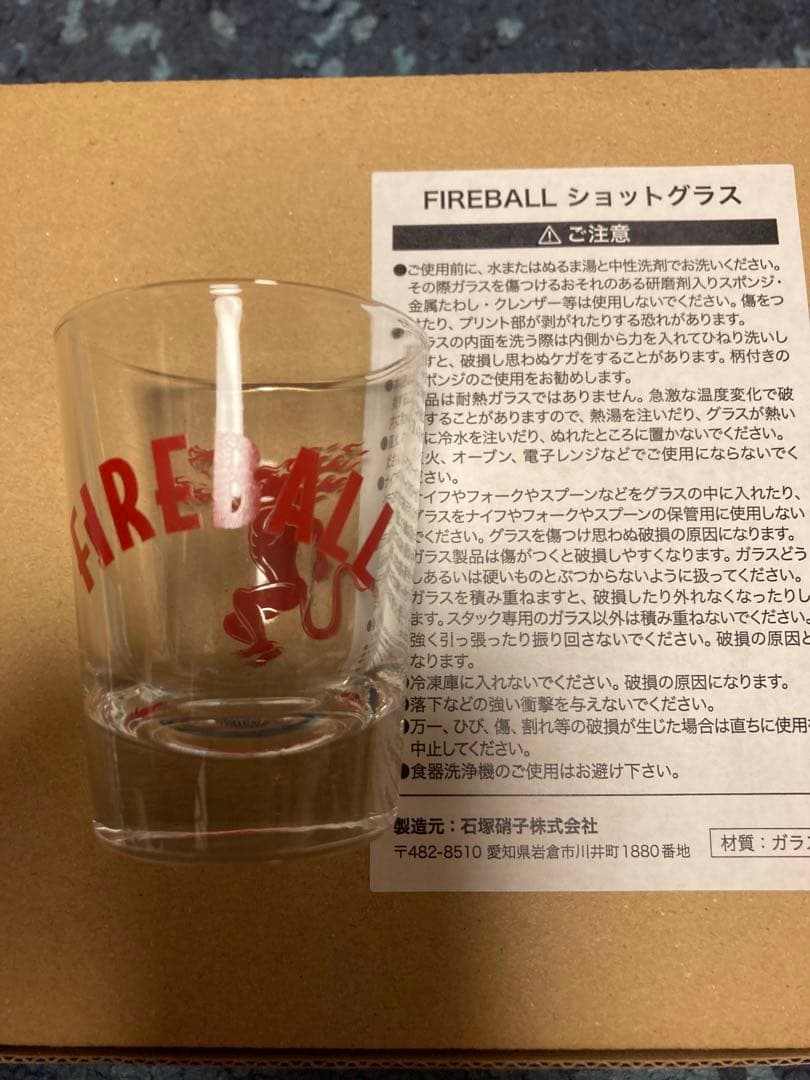 FIREBALL
FIREBALL ショットグラス
⚠ ご注意
●ご使用前に、水またはぬるま湯と中性洗剤でお洗いください。
その際ガラスを傷つけるおそれのある研磨剤入りスポンジ・
金属たわし・クレンザー等は使用しないでください。傷をつ
けたり、プリント部が剥がれたりする恐れがあります。
ラスの内面を洗う際は内側から力を入れてひねり洗いし
すと、破損し思わぬケガをすることがあります。柄付きの
ポンジのご使用をお勧めします。
品は耐熱ガラスではありません。急激な温度変化で破
することがありますので、熱湯を注いだり、グラスが熱い
に冷水を注いだり、ぬれたところに置かないでください。
火、オーブン、電子レンジなどでご使用にならないでく
ださい。
ナイフやフォークやスプーンなどをグラスの中に入れたり、
グラスをナイフやフォークやスプーンの保管用に使用しない
でください。グラスを傷つけ思わぬ破損の原因になります。
ガラス製品は傷がつくと破損しやすくなります。ガラスどう
しあるいは硬いものとぶつからないように扱ってください。
ガラスを積み重ねますと、破損したり外れなくなったりし
ます。スタック専用のガラス以外は積み重ねないでください。
強く引っ張ったり振り回さないでください。破損の原因と
なります。
●冷凍庫に入れないでください。破損の原因になります。
●落下などの強い衝撃を与えないでください。
●万一、ひび、傷、割れ等の破損が生じた場合は直ちに使用を
中止してください。
●食器洗浄機のご使用はお避け下さい。
製造元：石塚硝子株式会社
〒482-8510 愛知県岩倉市川井町1880番地
材質：ガラス